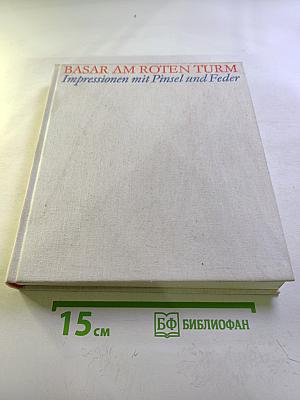 BASAR AM ROTEN TURM
Impressionen mit Pinsel und Feder
15 см
БФ БИБЛИОФАН